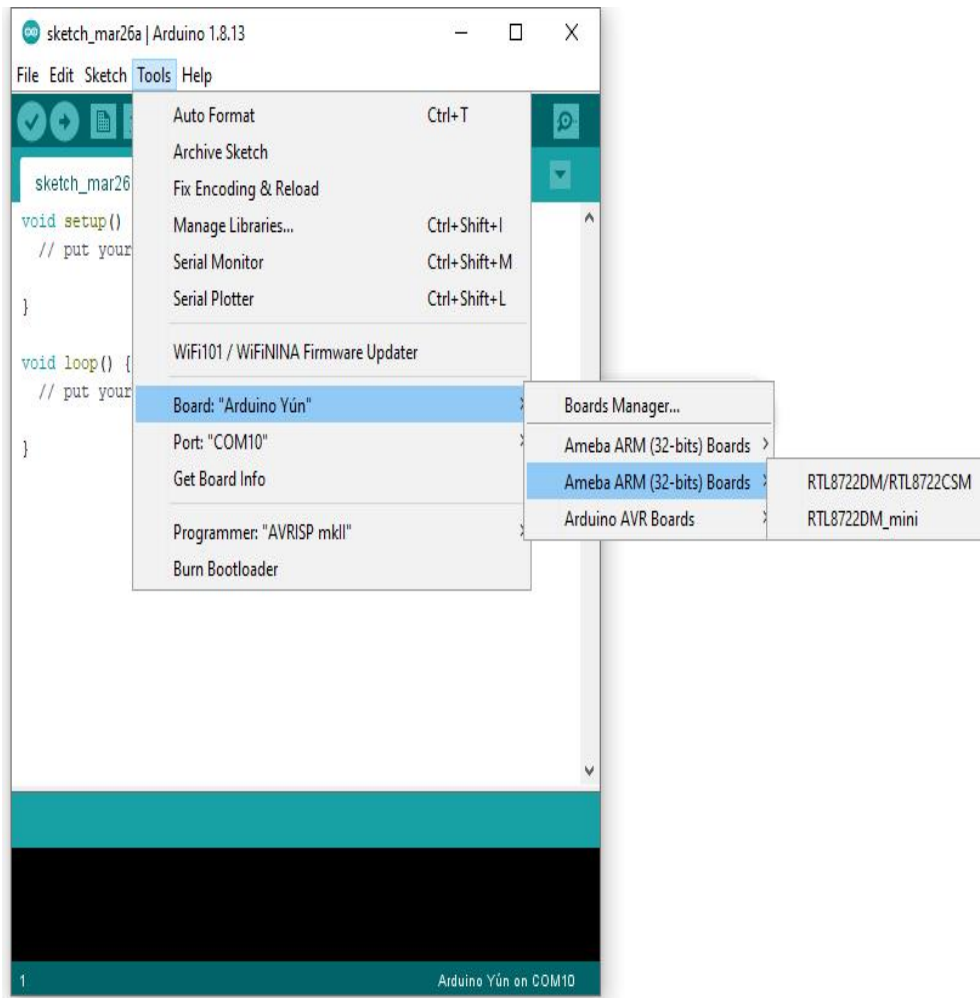 sketch_mar26a | Arduino 1.8.13
File Edit Sketch Tools Help
Auto Format Ctrl+T
Archive Sketch
sketch_mar26
Fix Encoding & Reload
void setup()
Manage Libraries... Ctrl+Shift+I
// put your
Serial Monitor Ctrl+Shift+M
}
Serial Plotter Ctrl+Shift+L
WiFi101 / WiFiNINA Firmware Updater
void loop() {
// put your
Board: "Arduino Yún"
Boards Manager...
}
Port: "COM10"
Ameba ARM (32-bits) Boards
Get Board Info
Ameba ARM (32-bits) Boards
RTL8722DM/RTL8722CSM
Arduino AVR Boards
RTL8722DM_mini
Programmer: "AVRISP mkII"
Burn Bootloader
1
Arduino Yún on COM10